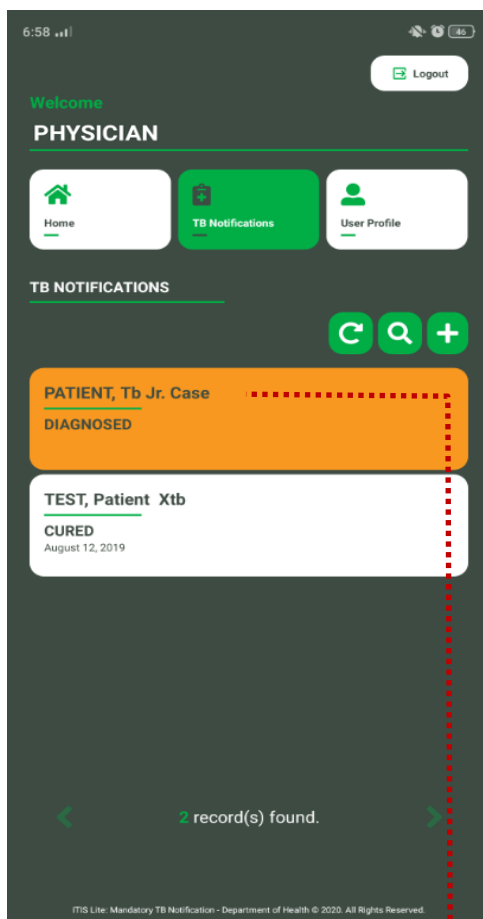 6:58
46
Logout
Welcome
PHYSICIAN
Home
TB Notifications
User Profile
TB NOTIFICATIONS
PATIENT, Tb Jr. Case
DIAGNOSED
TEST, Patient Xtb
CURED
August 12, 2019
2 record(s) found.
ITIS Lite: Mandatory TB Notification - Department of Health © 2020. All Rights Reserved.